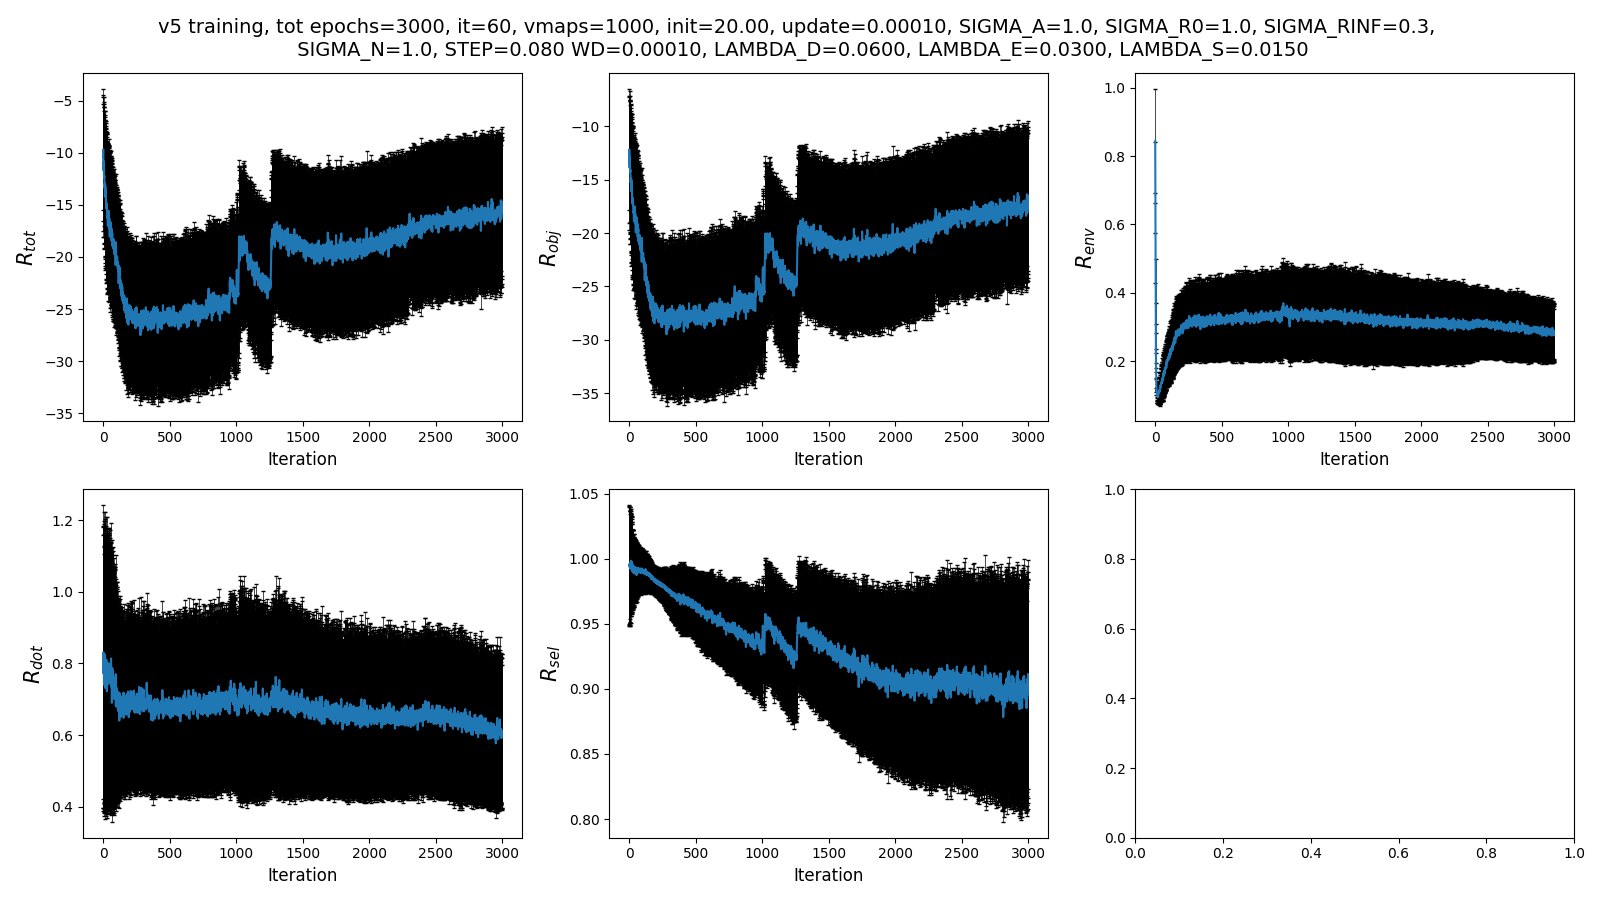 v5 training, tot epochs=3000, it=60, vmaps=1000, init=20.00, update=0.00010, SIGMA_A=1.0, SIGMA_R0=1.0, SIGMA_RINF=0.3,
SIGMA_N=1.0, STEP=0.080 WD=0.00010, LAMBDA_D=0.0600, LAMBDA_E=0.0300, LAMBDA_S=0.0150
R_tot
−5
−10
−15
−20
−25
−30
−35
0 500 1000 1500 2000 2500 3000
Iteration
R_obj
−10
−15
−20
−25
−30
−35
0 500 1000 1500 2000 2500 3000
Iteration
R_env
1.0
0.8
0.6
0.4
0.2
0 500 1000 1500 2000 2500 3000
Iteration
R_dot
1.2
1.0
0.8
0.6
0.4
0 500 1000 1500 2000 2500 3000
Iteration
R_sel
1.05
1.00
0.95
0.90
0.85
0.80
0 500 1000 1500 2000 2500 3000
Iteration
1.0
0.8
0.6
0.4
0.2
0.0
0.0 0.2 0.4 0.6 0.8 1.0